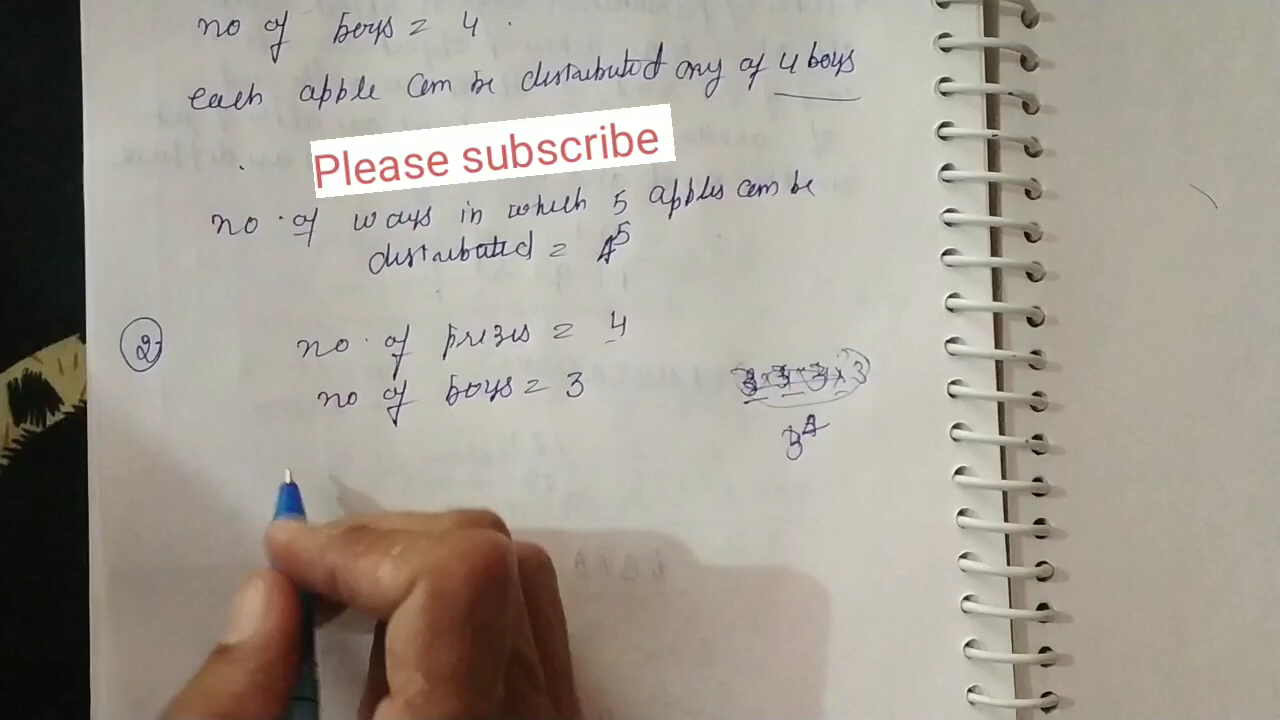 no of boys = 4 .
each apple can be distributed any of 4 boys
Please subscribe
no. of ways in which 5 apples can be
distributed = 4⁵
② no. of prizes = 4
no of boys = 3
3×3×3×3
3⁴